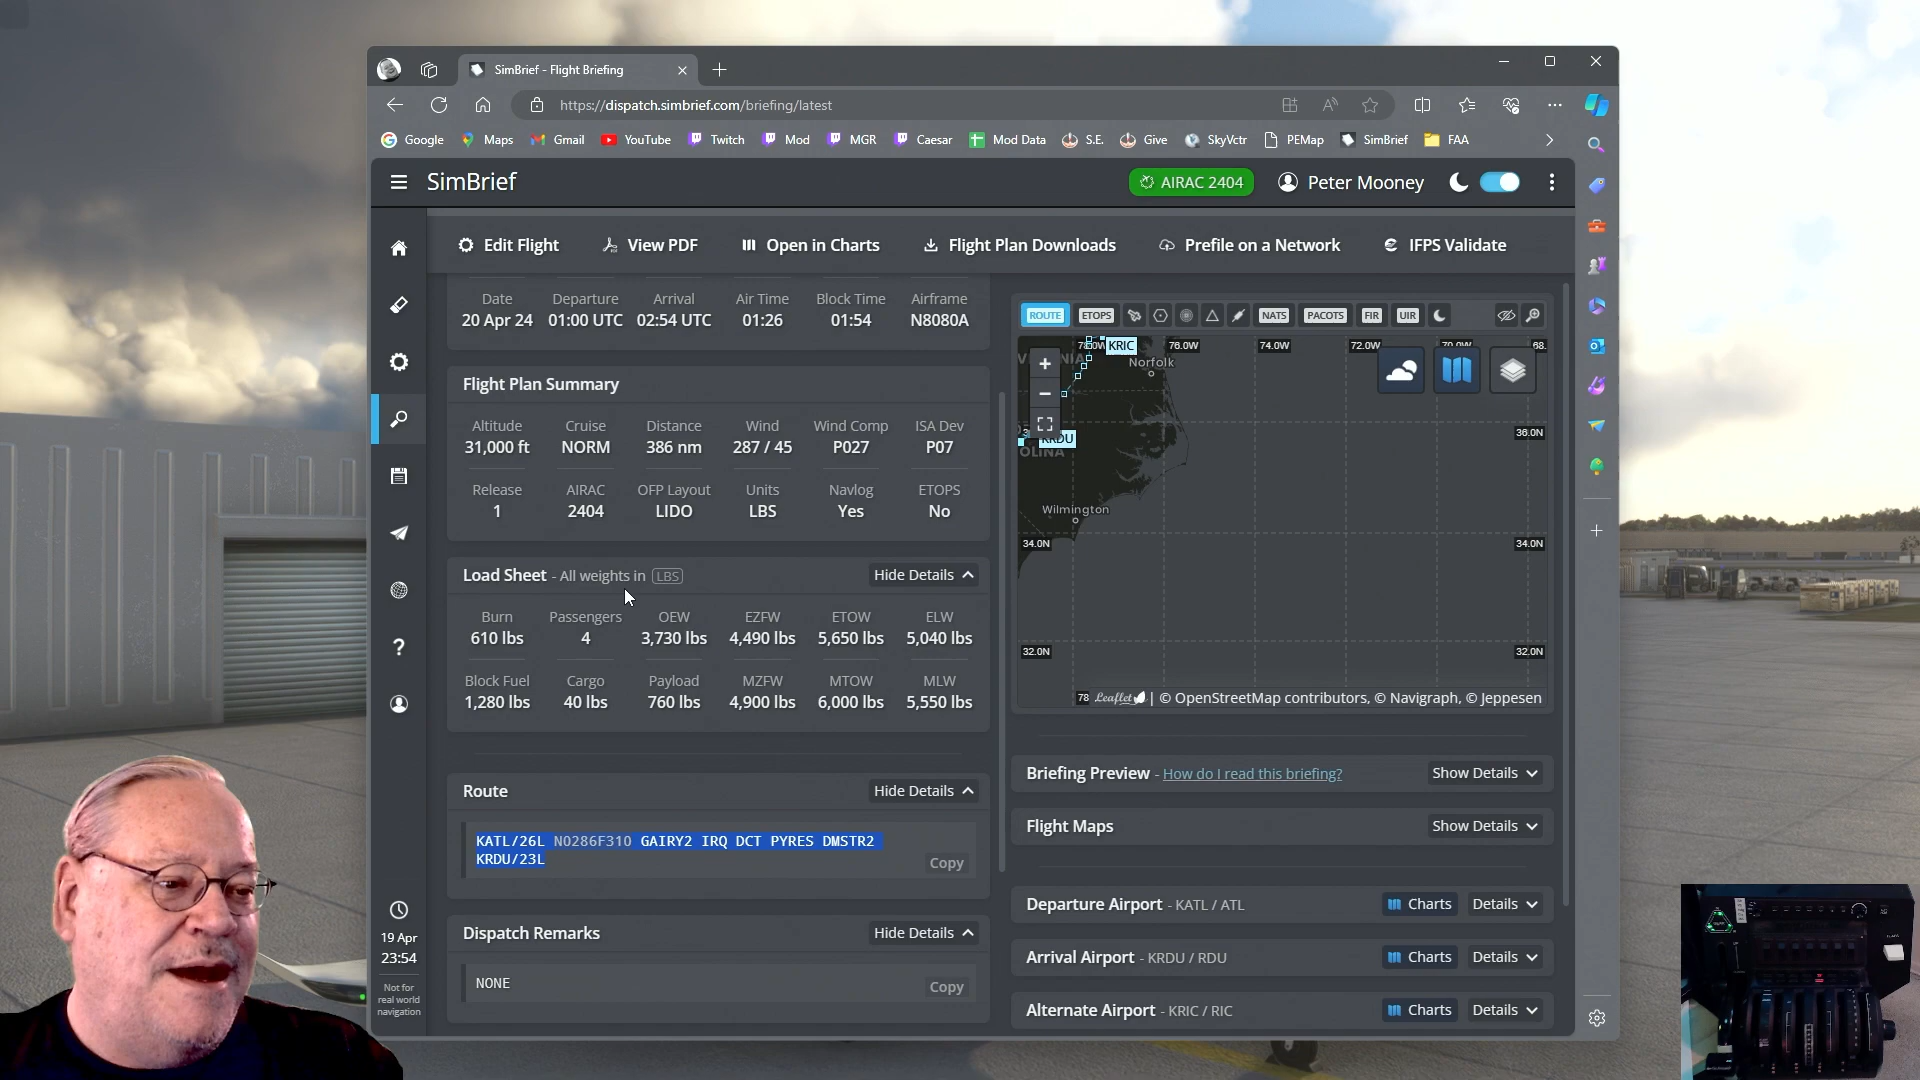 SimBrief - Flight Briefing
https://dispatch.simbrief.com/briefing/latest
Google Maps Gmail YouTube Twitch Mod MGR Caesar Mod Data S.E. Give SkyVctr PEMap SimBrief FAA
SimBrief
AIRAC 2404
Peter Mooney
Edit Flight View PDF Open in Charts Flight Plan Downloads Prefile on a Network IFPS Validate
Date Departure Arrival Air Time Block Time Airframe
20 Apr 24 01:00 UTC 02:54 UTC 01:26 01:54 N8080A
Flight Plan Summary
Altitude Cruise Distance Wind Wind Comp ISA Dev
31,000 ft NORM 386 nm 287 / 45 P027 P07
Release AIRAC OFP Layout Units Navlog ETOPS
1 2404 LIDO LBS Yes No
Load Sheet - All weights in LBS
Hide Details
Burn Passengers OEW EZFW ETOW ELW
610 lbs 4 3,730 lbs 4,490 lbs 5,650 lbs 5,040 lbs
Block Fuel Cargo Payload MZFW MTOW MLW
1,280 lbs 40 lbs 760 lbs 4,900 lbs 6,000 lbs 5,550 lbs
Route
Hide Details
KATL/26L N0286F310 GAIRY2 IRQ DCT PYRES DMSTR2
KRDU/23L
Copy
Dispatch Remarks
Hide Details
NONE
Copy
19 Apr
23:54
Not for
real world
navigation
ROUTE ETOPS NATS PACOTS FIR UIR
KRIC 76.0W 74.0W 72.0W 70.0W 68.
Norfolk
36.0N
KRDU
OLINA
Wilmington
34.0N 34.0N
32.0N 32.0N
78 Leaflet | © OpenStreetMap contributors, © Navigraph, © Jeppesen
Briefing Preview - How do I read this briefing?
Show Details
Flight Maps
Show Details
Departure Airport - KATL / ATL
Charts Details
Arrival Airport - KRDU / RDU
Charts Details
Alternate Airport - KRIC / RIC
Charts Details